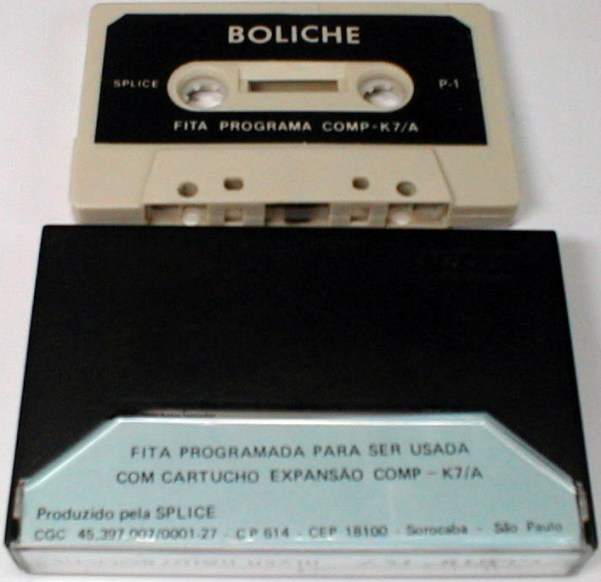 BOLICHE
SPLICE P-1
FITA PROGRAMA COMP-K7/A
FITA PROGRAMADA PARA SER USADA
COM CARTUCHO EXPANSÃO COMP - K7/A
Produzido pela SPLICE
CGC 45.397.007/0001-27 - CP 614 - CEP 18100 - Sorocaba - São Paulo